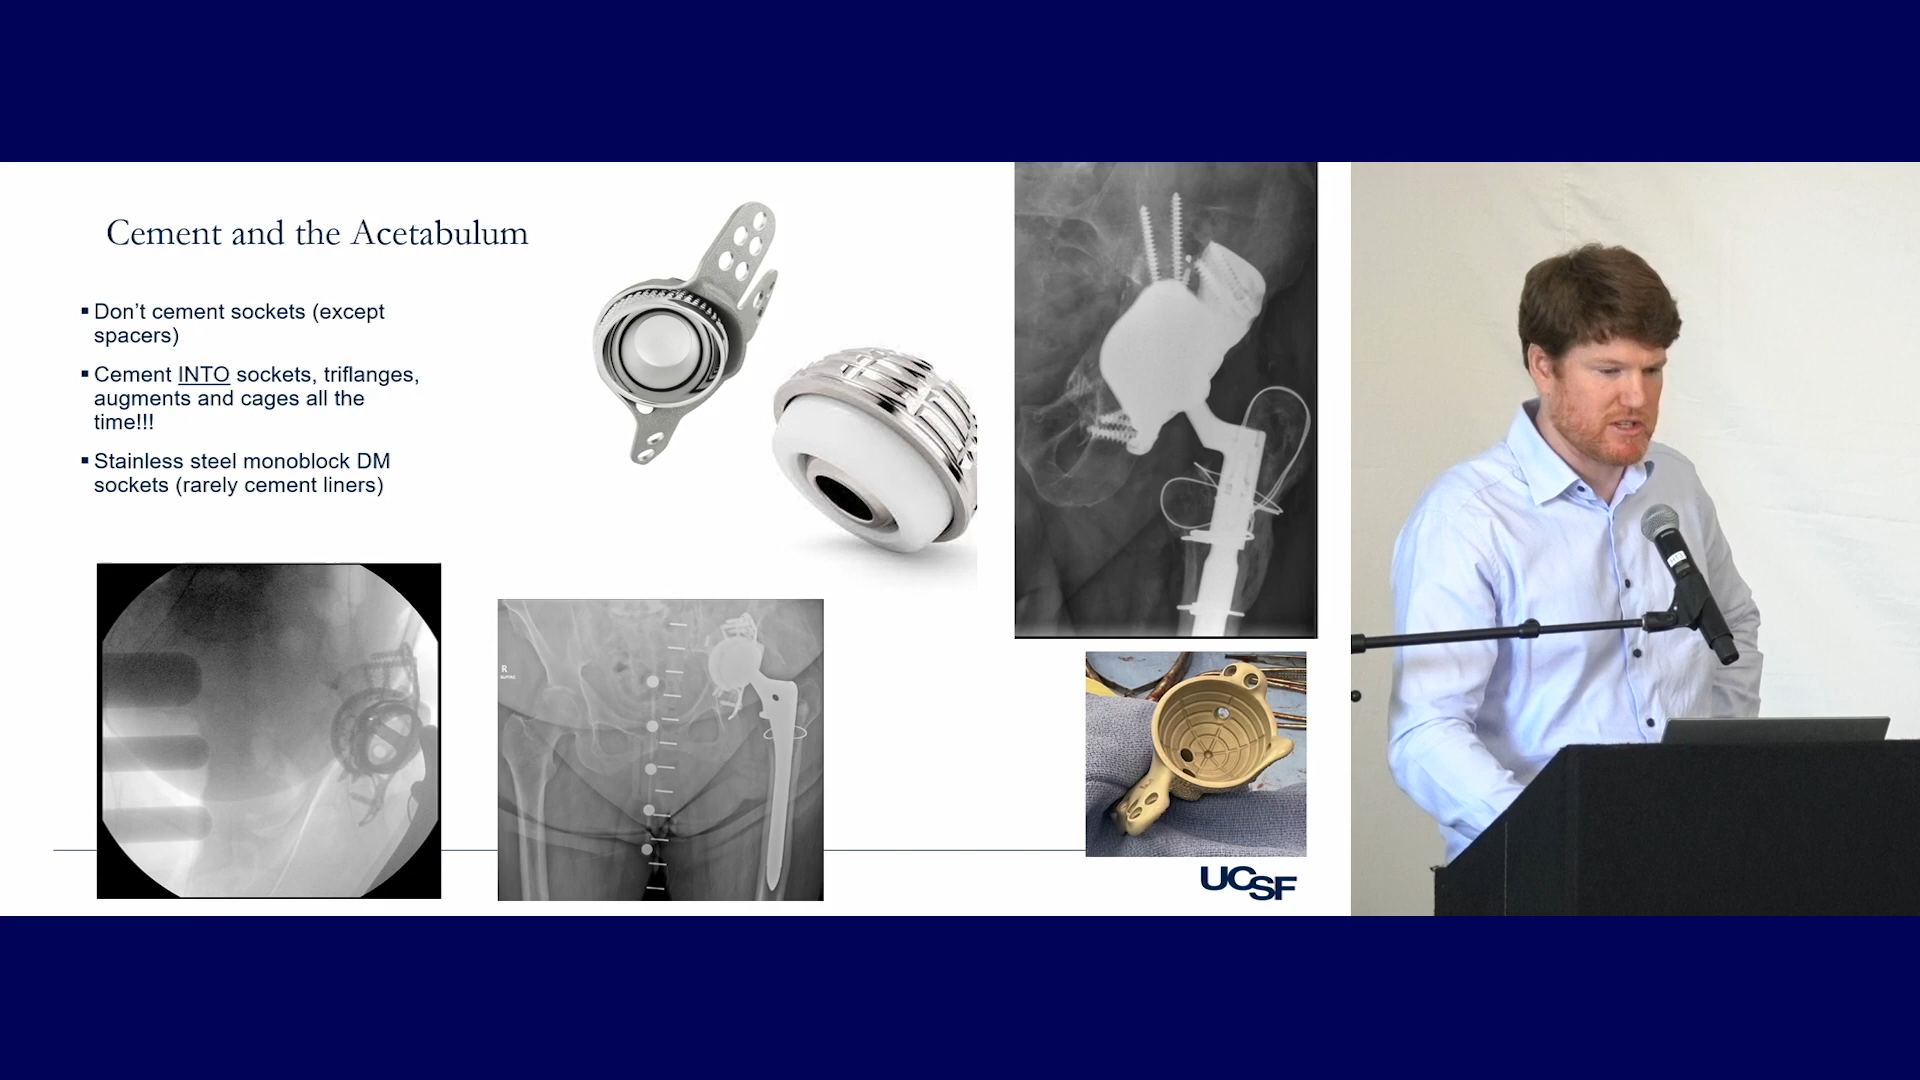 Cement and the Acetabulum
▪ Don’t cement sockets (except
spacers)
▪ Cement INTO sockets, triflanges,
augments and cages all the
time!!!
▪ Stainless steel monoblock DM
sockets (rarely cement liners)
R
UCSF